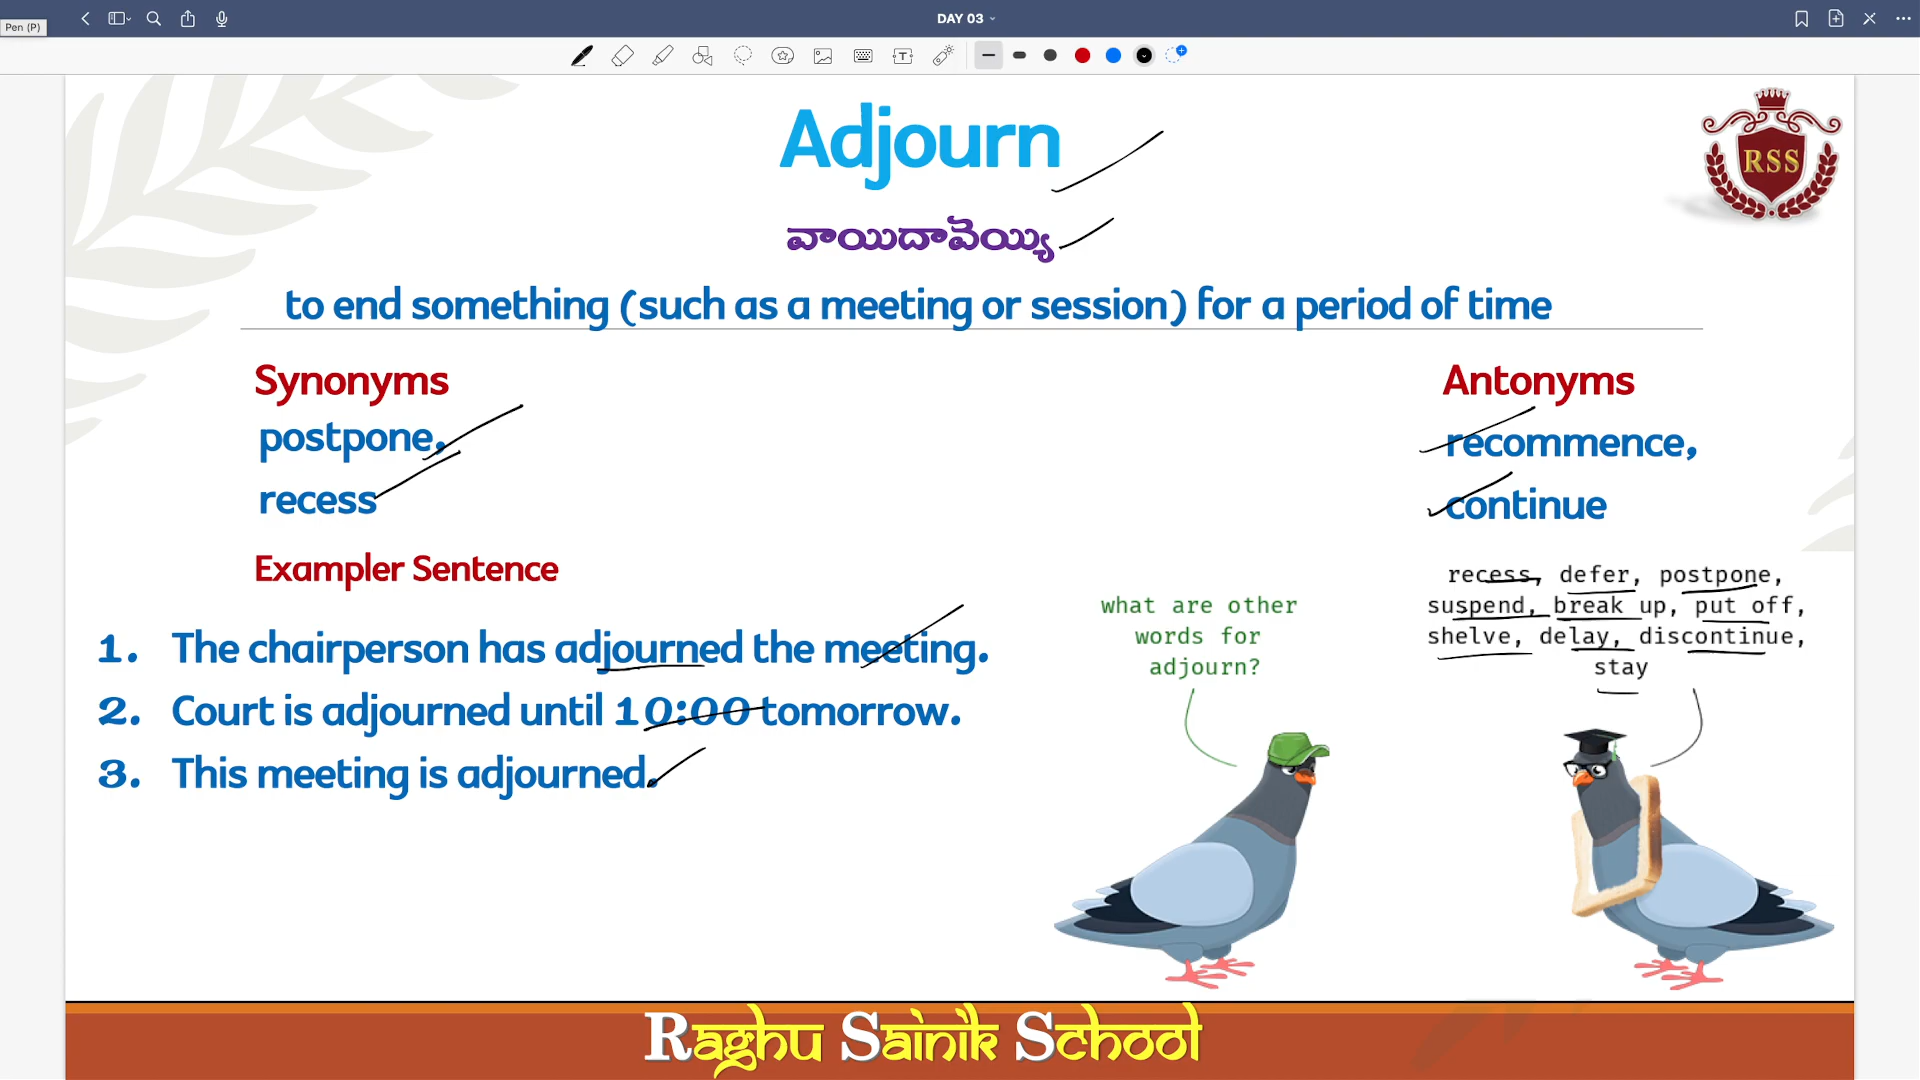 Pen (P)
DAY 03
Adjourn
RSS
వాయిదావెయ్యి
to end something (such as a meeting or session) for a period of time
Synonyms
postpone,
recess
Antonyms
recommence,
continue
Exampler Sentence
1. The chairperson has adjourned the meeting.
2. Court is adjourned until 10:00 tomorrow.
3. This meeting is adjourned.
what are other
words for
adjourn?
recess, defer, postpone,
suspend, break up, put off,
shelve, delay, discontinue,
stay
Raghu Sainik School